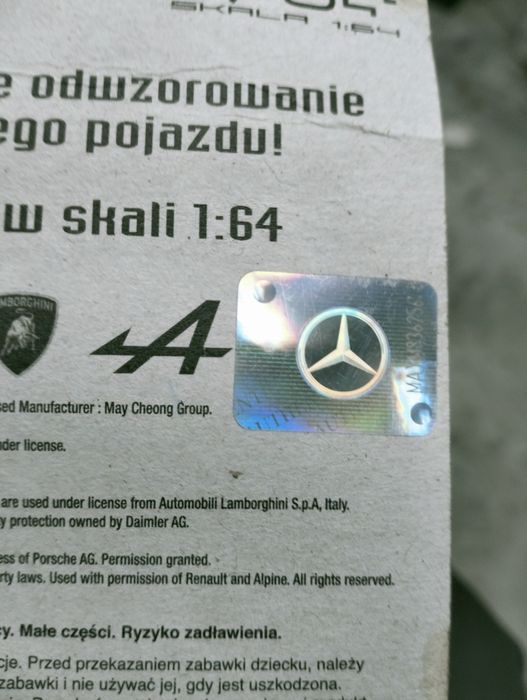 SKALA 1:64
odwzorowanie
ego pojazdu!
w skali 1:64
LAMBORGHINI
sed Manufacturer : May Cheong Group.
der license.
are used under license from Automobili Lamborghini S.p.A, Italy.
y protection owned by Daimler AG.
ess of Porsche AG. Permission granted.
rty laws. Used with permission of Renault and Alpine. All rights reserved.
y. Małe części. Ryzyko zadławienia.
cje. Przed przekazaniem zabawki dziecku, należy
zabawki i nie używać jej, gdy jest uszkodzona.